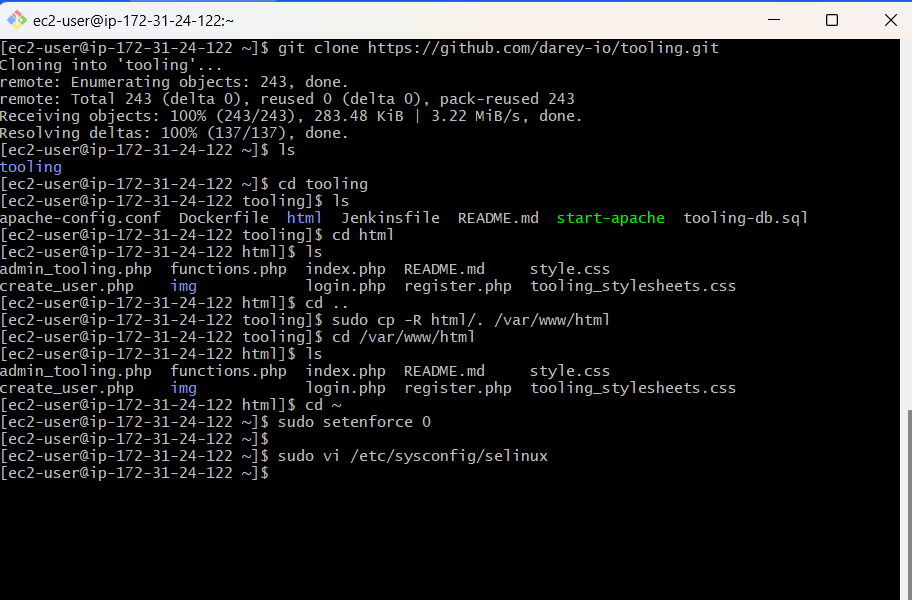 ec2-user@ip-172-31-24-122:~
[ec2-user@ip-172-31-24-122 ~]$ git clone https://github.com/darey-io/tooling.git
Cloning into 'tooling'...
remote: Enumerating objects: 243, done.
remote: Total 243 (delta 0), reused 0 (delta 0), pack-reused 243
Receiving objects: 100% (243/243), 283.48 KiB | 3.22 MiB/s, done.
Resolving deltas: 100% (137/137), done.
[ec2-user@ip-172-31-24-122 ~]$ ls
tooling
[ec2-user@ip-172-31-24-122 ~]$ cd tooling
[ec2-user@ip-172-31-24-122 tooling]$ ls
apache-config.conf  Dockerfile  html  Jenkinsfile  README.md  start-apache  tooling-db.sql
[ec2-user@ip-172-31-24-122 tooling]$ cd html
[ec2-user@ip-172-31-24-122 html]$ ls
admin_tooling.php  functions.php  index.php  README.md     style.css
create_user.php    img            login.php  register.php  tooling_stylesheets.css
[ec2-user@ip-172-31-24-122 html]$ cd ..
[ec2-user@ip-172-31-24-122 tooling]$ sudo cp -R html/. /var/www/html
[ec2-user@ip-172-31-24-122 tooling]$ cd /var/www/html
[ec2-user@ip-172-31-24-122 html]$ ls
admin_tooling.php  functions.php  index.php  README.md     style.css
create_user.php    img            login.php  register.php  tooling_stylesheets.css
[ec2-user@ip-172-31-24-122 html]$ cd ~
[ec2-user@ip-172-31-24-122 ~]$ sudo setenforce 0
[ec2-user@ip-172-31-24-122 ~]$
[ec2-user@ip-172-31-24-122 ~]$ sudo vi /etc/sysconfig/selinux
[ec2-user@ip-172-31-24-122 ~]$